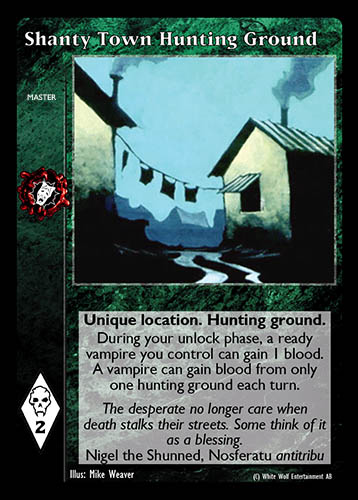 Shanty Town Hunting Ground
MASTER
Unique location. Hunting ground.
During your unlock phase, a ready
vampire you control can gain 1 blood.
A vampire can gain blood from only
one hunting ground each turn.
The desperate no longer care when
death stalks their streets. Some think of it
as a blessing.
Nigel the Shunned, Nosferatu antitribu
2
Illus: Mike Weaver
(C) White Wolf Entertainment AB